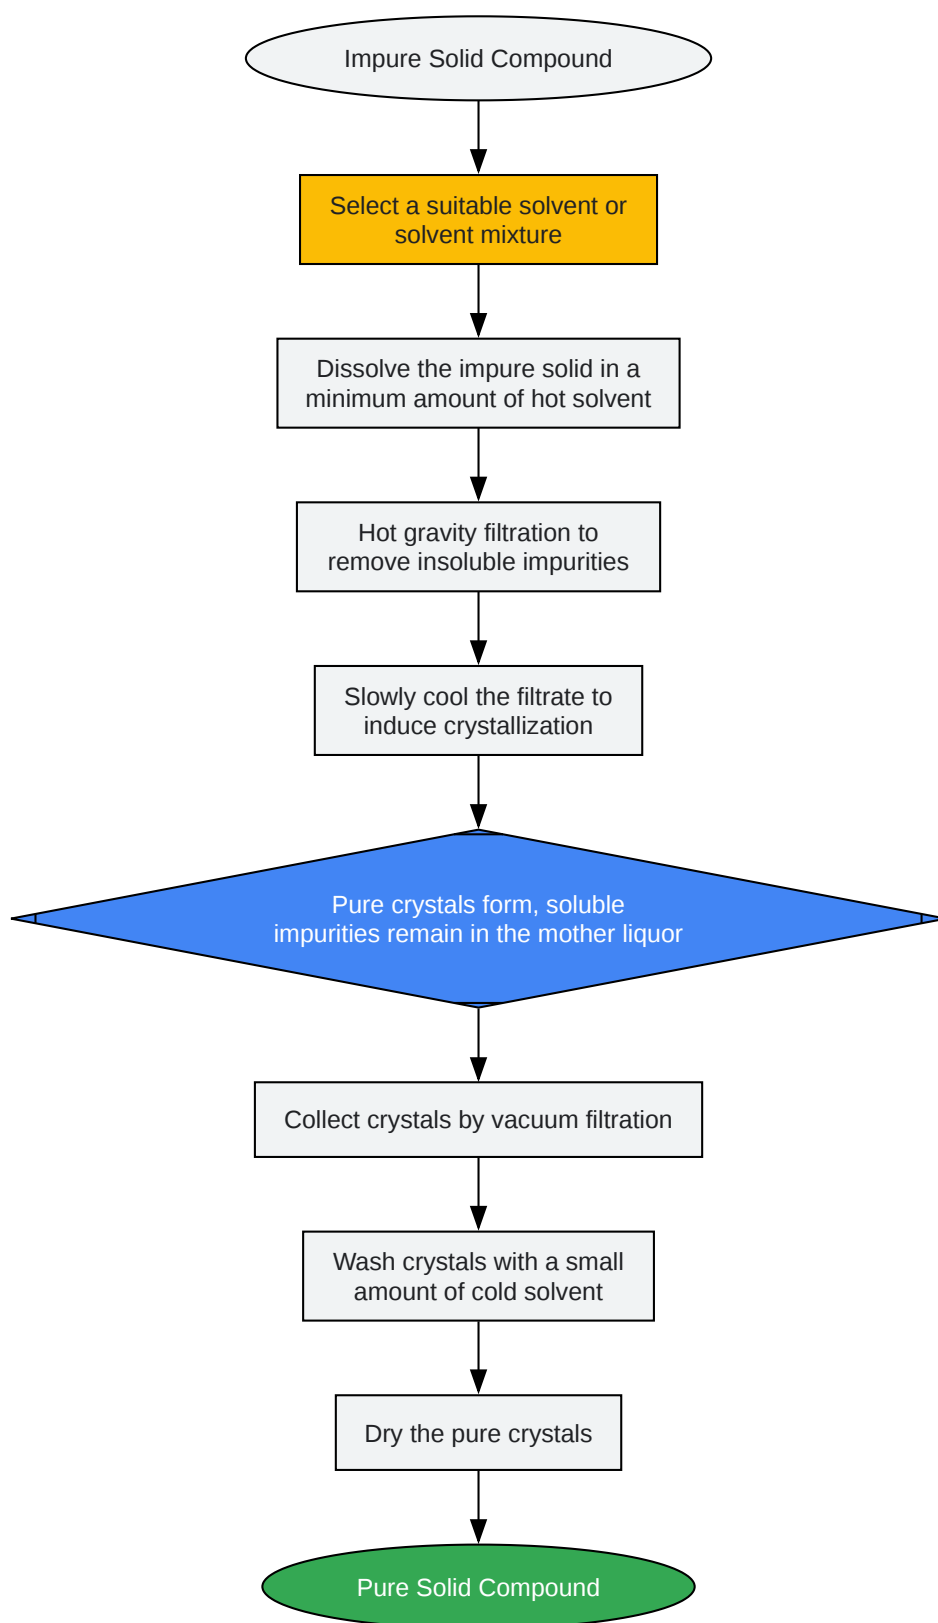 Impure Solid Compound
Select a suitable solvent or
solvent mixture
Dissolve the impure solid in a
minimum amount of hot solvent
Hot gravity filtration to
remove insoluble impurities
Slowly cool the filtrate to
induce crystallization
Pure crystals form, soluble
impurities remain in the mother liquor
Collect crystals by vacuum filtration
Wash crystals with a small
amount of cold solvent
Dry the pure crystals
Pure Solid Compound